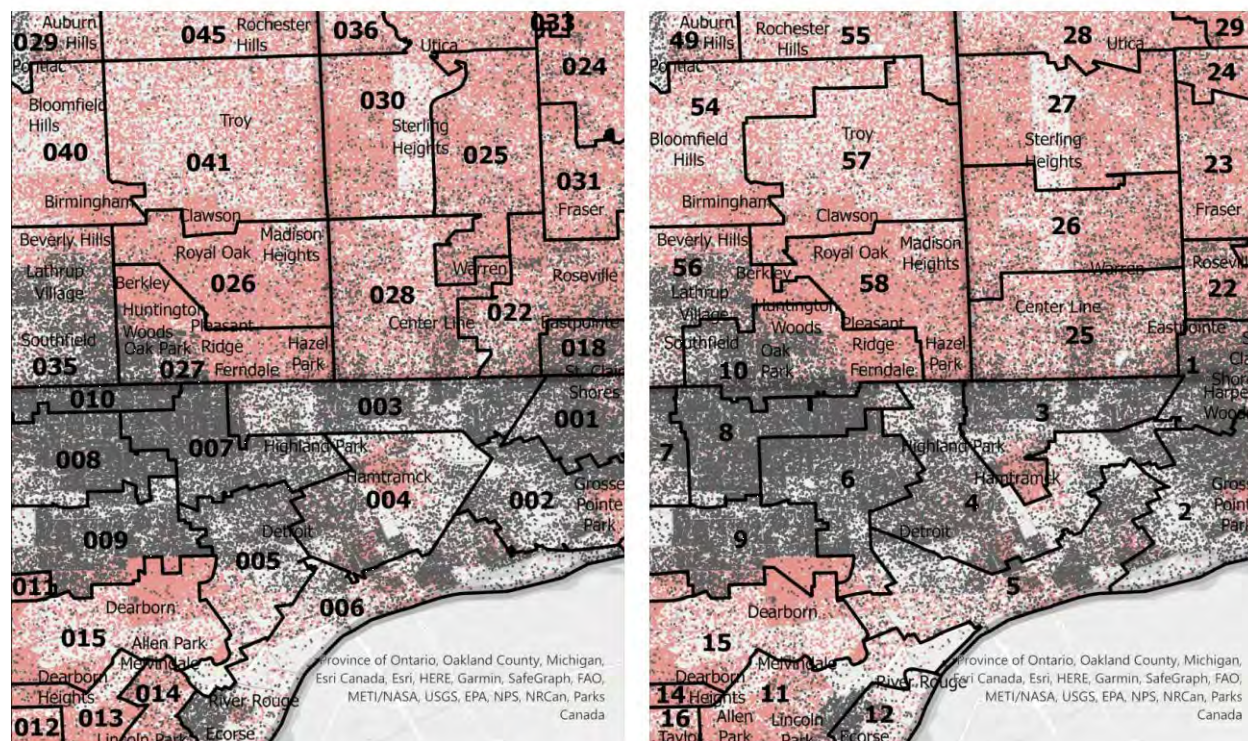 Auburn
Hills
029
Pontiac
045
Rochester
Hills
036
Utica
033
024
Bloomfield
Hills
040
Troy
041
030
Sterling
Heights
025
031
Fraser
Birmingham
Clawson
Beverly Hills
Lathrup
Village
Royal Oak
Madison
Heights
026
Berkley
Huntington
Woods
Pleasant
Ridge
Oak Park
Ferndale
Hazel
Park
Southfield
035
027
028
Center Line
Warren
022
Roseville
Eastpointe
018
St. Clair
Shores
010
003
001
008
007
Highland Park
Hamtramck
004
002
Grosse
Pointe
Park
009
Detroit
005
006
011
Dearborn
015
Allen Park
Melvindale
Dearborn
Heights
014
013
012
Lincoln Park
River Rouge
Ecorse
Province of Ontario, Oakland County, Michigan,
Esri Canada, Esri, HERE, Garmin, SafeGraph, FAO,
METI/NASA, USGS, EPA, NPS, NRCan, Parks
Canada
Auburn
Hills
49
Pontiac
Rochester
Hills
55
28
Utica
29
24
54
Bloomfield
Hills
Troy
57
27
Sterling
Heights
23
Fraser
Birmingham
Clawson
26
Beverly Hills
56
Lathrup
Village
Royal Oak
Madison
Heights
Berkley
58
Huntington
Woods
Pleasant
Ridge
Southfield
10
Oak
Park
Ferndale
Hazel
Park
Warren
Center Line
25
22
Eastpointe
1
Shores
Harper
Woods
3
7
8
6
Highland Park
Hamtramck
4
2
Grosse
Pointe
Park
9
Detroit
5
Dearborn
15
Melvindale
River Rouge
14
Dearborn
Heights
11
16
Allen
Park
Lincoln
12
Ecorse
Province of Ontario, Oakland County, Michigan,
Esri Canada, Esri, HERE, Garmin, SafeGraph, FAO,
METI/NASA, USGS, EPA, NPS, NRCan, Parks
Canada